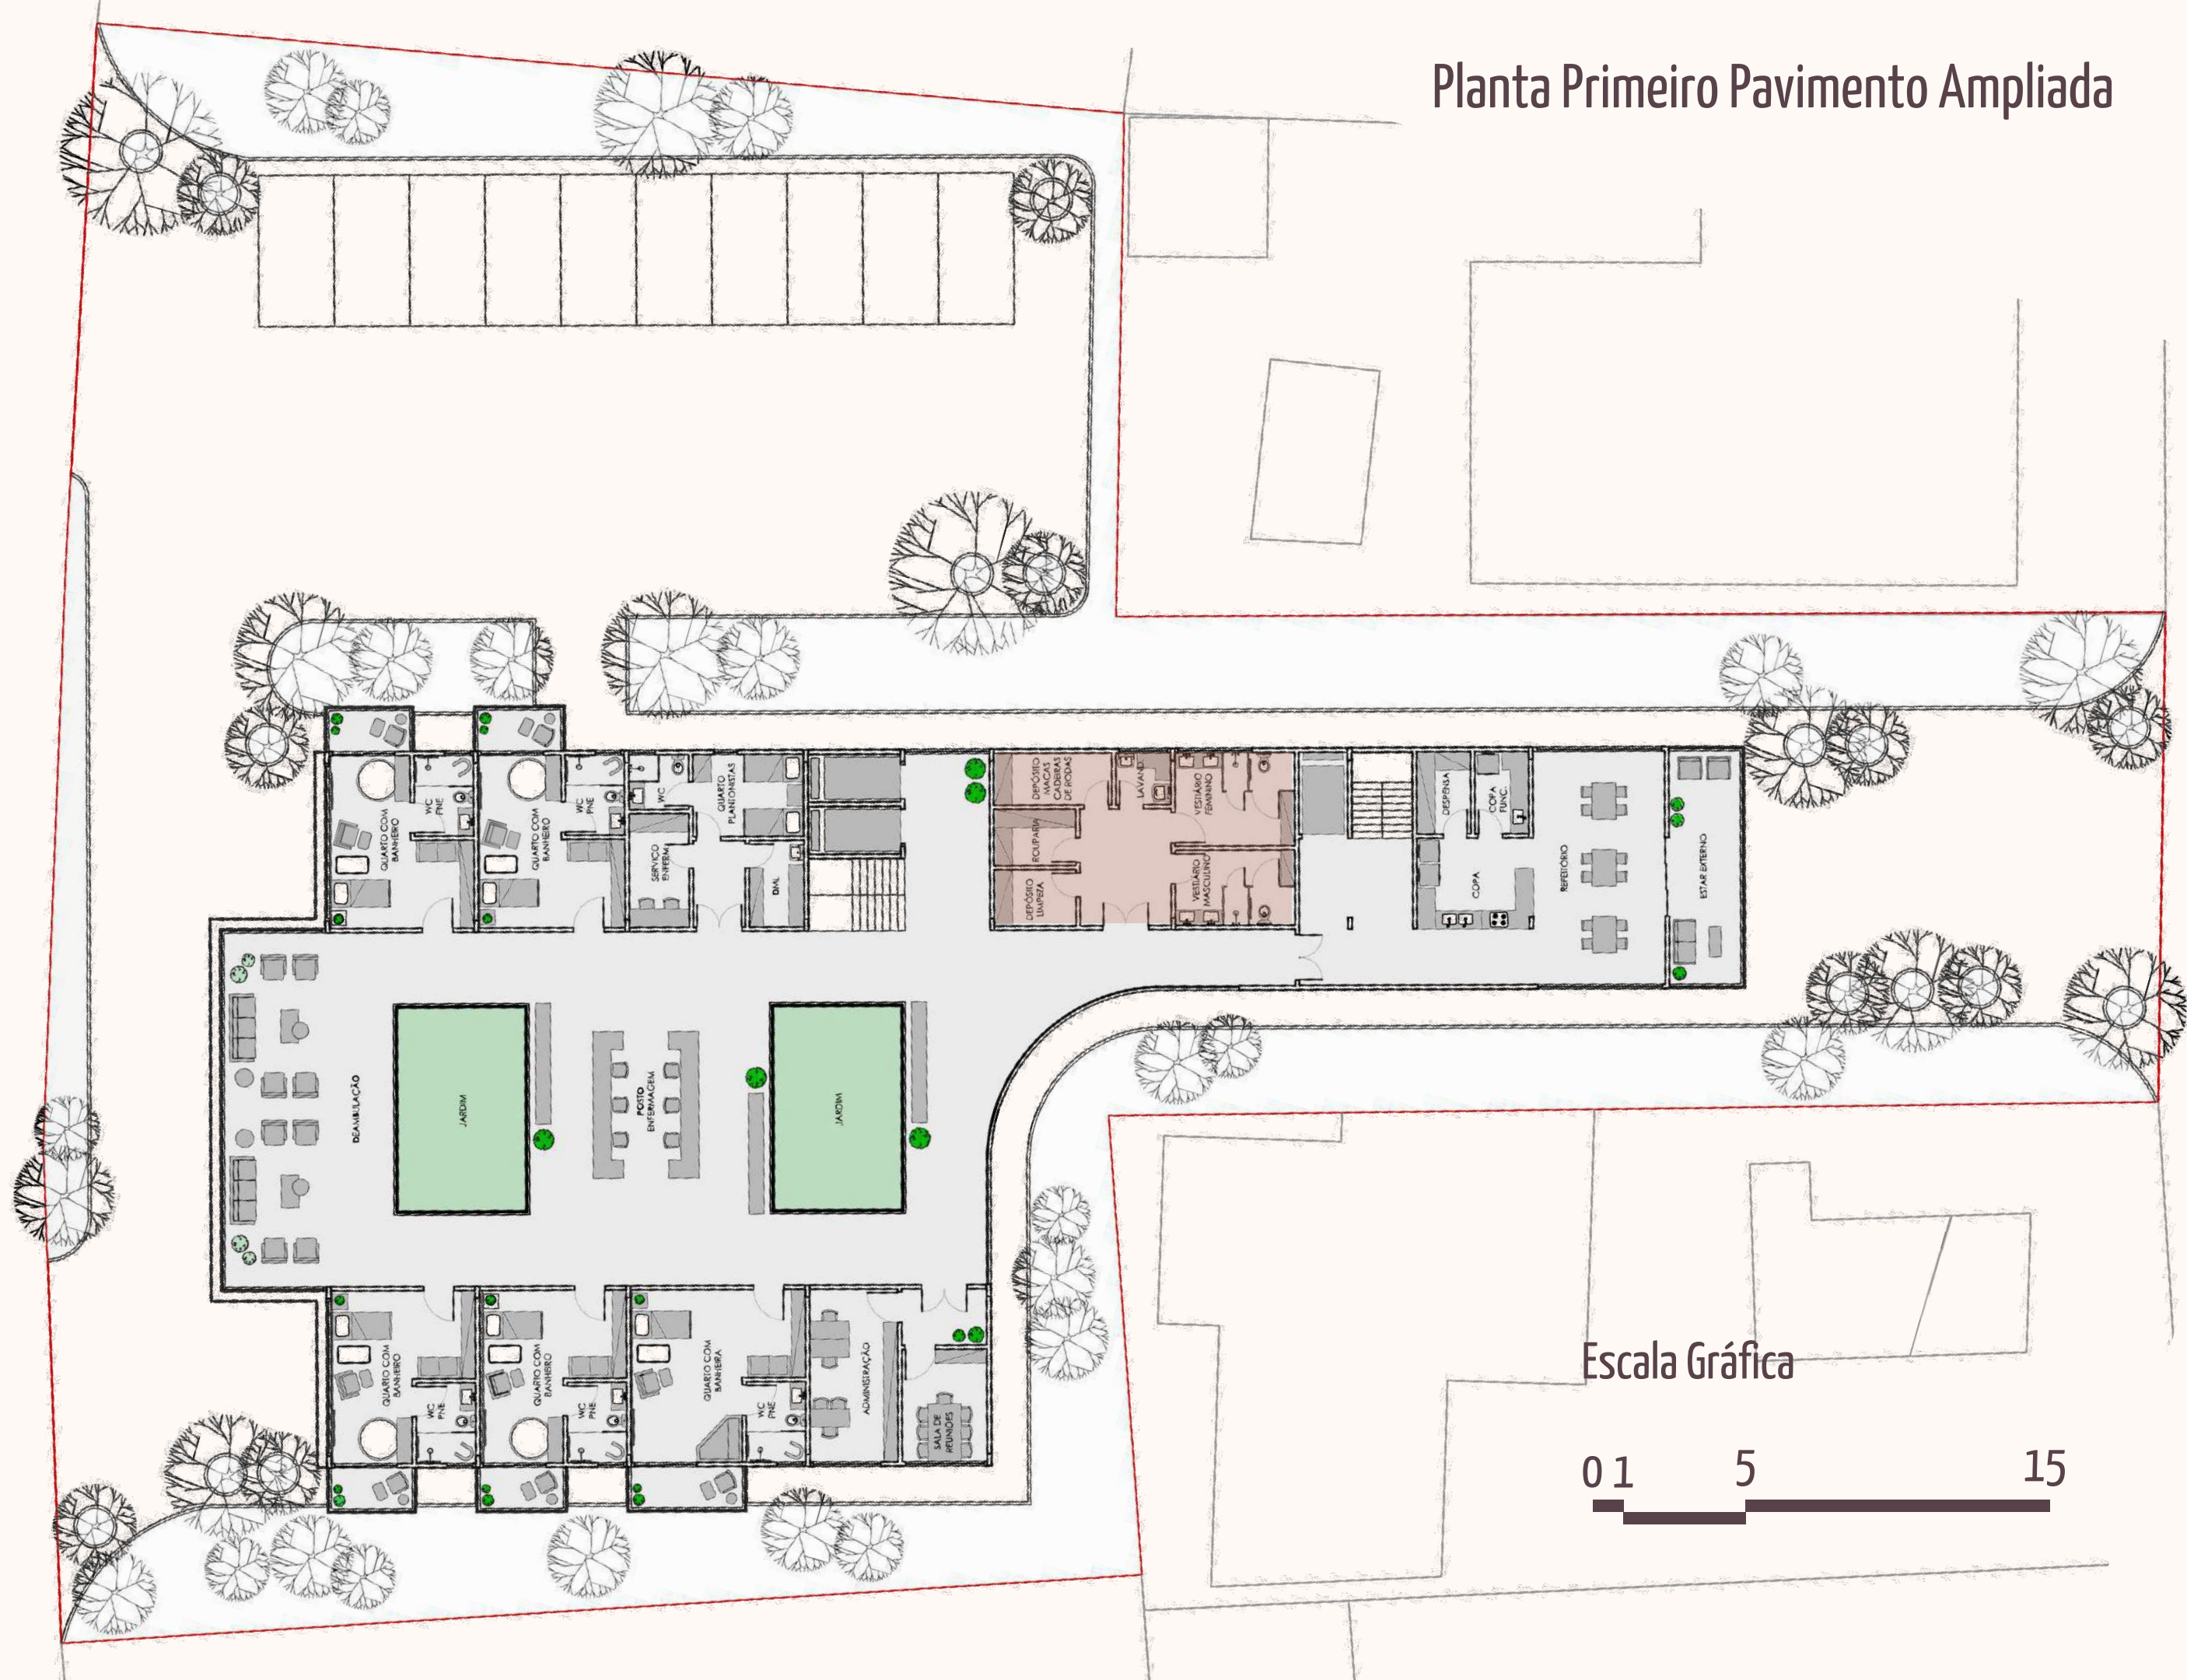 Planta Primeiro Pavimento Ampliada
QUARTO COM
BANHEIRO
WC
PNE
QUARTO COM
BANHEIRO
WC
PNE
WC
QUARTO
PLANTONISTAS
SERVIÇO
ENFERM.
DML
DEPÓSITO
MACAS
CADEIRAS
DE RODAS
ROUPARIA
DEPÓSITO
LIMPEZA
LAVAND.
VESTIÁRIO
FEMININO
VESTIÁRIO
MASCULINO
DESPENSA
COPA
FUNC.
COPA
REFEITÓRIO
ESTAR EXTERNO
DEAMBULAÇÃO
JARDIM
POSTO
ENFERMAGEM
JARDIM
QUARTO COM
BANHEIRO
WC
PNE
QUARTO COM
BANHEIRO
WC
PNE
QUARTO COM
BANHEIRA
WC
PNE
ADMINISTRAÇÃO
SALA DE
REUNIÕES
Escala Gráfica
0 1 5 15